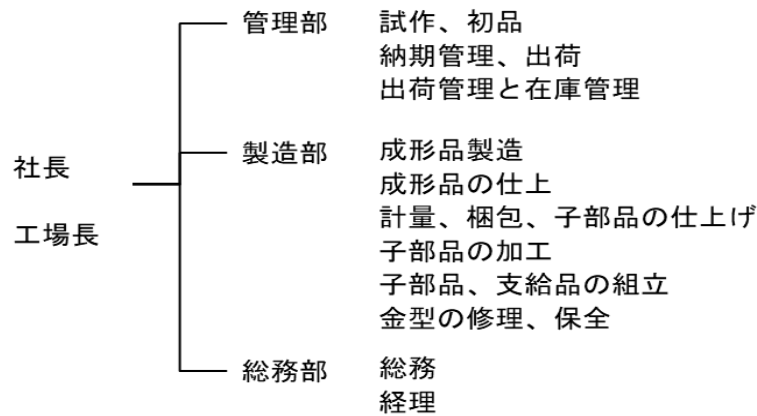 社長
工場長
管理部
試作、初品
納期管理、出荷
出荷管理と在庫管理
製造部
成形品製造
成形品の仕上
計量、梱包、子部品の仕上げ
子部品の加工
子部品、支給品の組立
金型の修理、保全
総務部
総務
経理